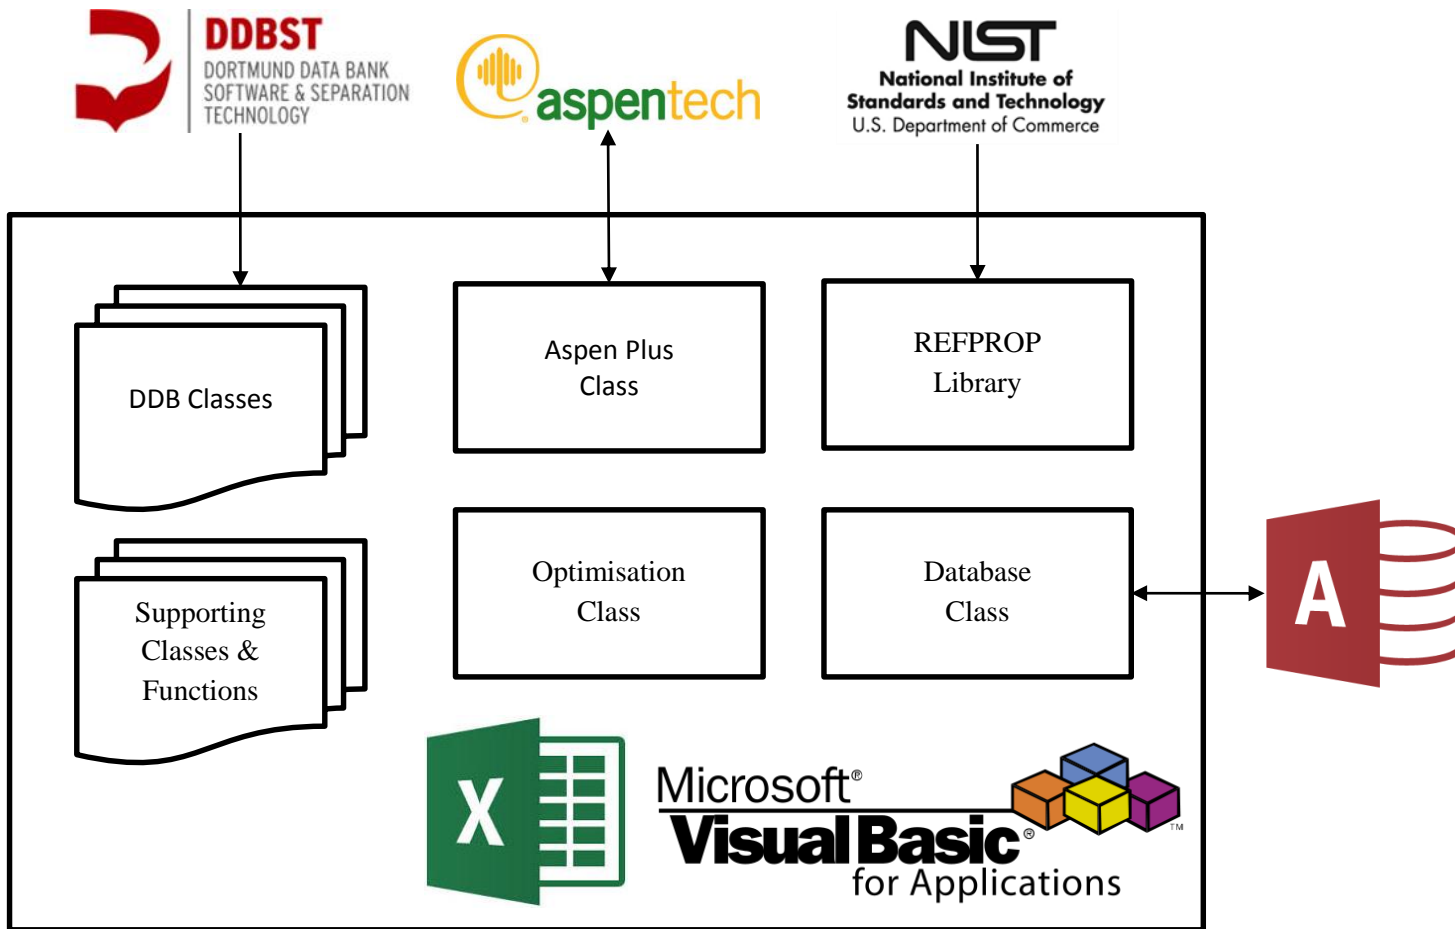 DDBST
DORTMUND DATA BANK
SOFTWARE & SEPARATION
TECHNOLOGY
aspentech
®
NIST
National Institute of
Standards and Technology
U.S. Department of Commerce
DDB Classes
Aspen Plus
Class
REFPROP
Library
Supporting
Classes &
Functions
Optimisation
Class
Database
Class
A
X
Microsoft®
Visual Basic®
for Applications
TM